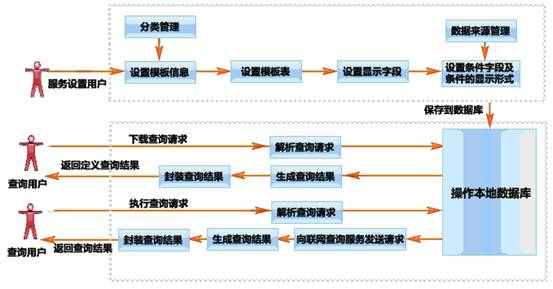 分类管理
数据来源管理
设置模板信息
设置模板表
设置显示字段
设置条件字段及
条件的显示形式
服务设置用户
保存到数据库
下载查询请求
解析查询请求
返回定义查询结果
封装查询结果
生成查询结果
查询用户
操作本地数据库
执行查询请求
解析查询请求
返回查询结果
封装查询结果
生成查询结果
向联网查询服务发送请求
查询用户